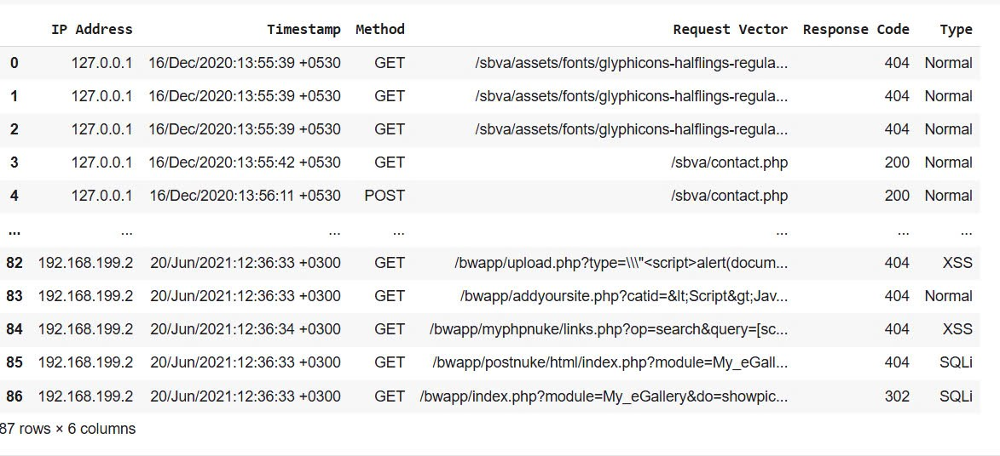 IP Address Timestamp Method Request Vector Response Code Type
0 127.0.0.1 16/Dec/2020:13:55:39 +0530 GET /sbva/assets/fonts/glyphicons-halflings-regula... 404 Normal
1 127.0.0.1 16/Dec/2020:13:55:39 +0530 GET /sbva/assets/fonts/glyphicons-halflings-regula... 404 Normal
2 127.0.0.1 16/Dec/2020:13:55:39 +0530 GET /sbva/assets/fonts/glyphicons-halflings-regula... 404 Normal
3 127.0.0.1 16/Dec/2020:13:55:42 +0530 GET /sbva/contact.php 200 Normal
4 127.0.0.1 16/Dec/2020:13:56:11 +0530 POST /sbva/contact.php 200 Normal
... ... ... ... ... ... ...
82 192.168.199.2 20/Jun/2021:12:36:33 +0300 GET /bwapp/upload.php?type=\\\"<script>alert(docum... 404 XSS
83 192.168.199.2 20/Jun/2021:12:36:33 +0300 GET /bwapp/addyoursite.php?catid=&lt;Script&gt;Jav... 404 Normal
84 192.168.199.2 20/Jun/2021:12:36:34 +0300 GET /bwapp/myphpnuke/links.php?op=search&query=[sc... 404 XSS
85 192.168.199.2 20/Jun/2021:12:36:33 +0300 GET /bwapp/postnuke/html/index.php?module=My_eGall... 404 SQLi
86 192.168.199.2 20/Jun/2021:12:36:33 +0300 GET /bwapp/index.php?module=My_eGallery&do=showpic... 302 SQLi
87 rows × 6 columns